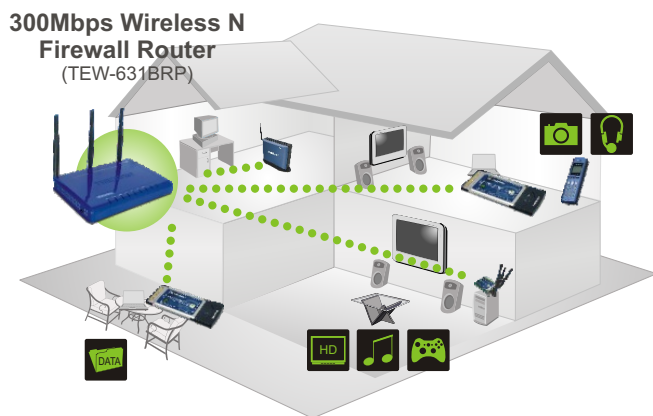 300Mbps Wireless N
Firewall Router
(TEW-631BRP)
HD
DATA